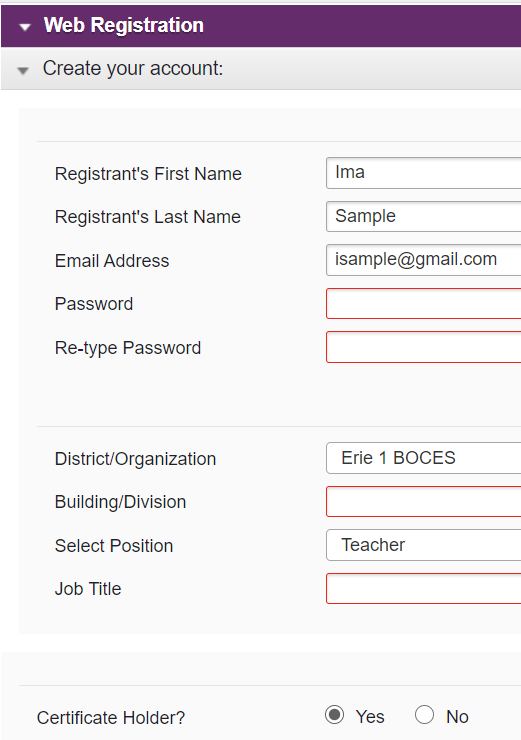 Web Registration
Create your account:
Registrant's First Name Ima
Registrant's Last Name Sample
Email Address isample@gmail.com
Password
Re-type Password
District/Organization Erie 1 BOCES
Building/Division
Select Position Teacher
Job Title
Certificate Holder? Yes No